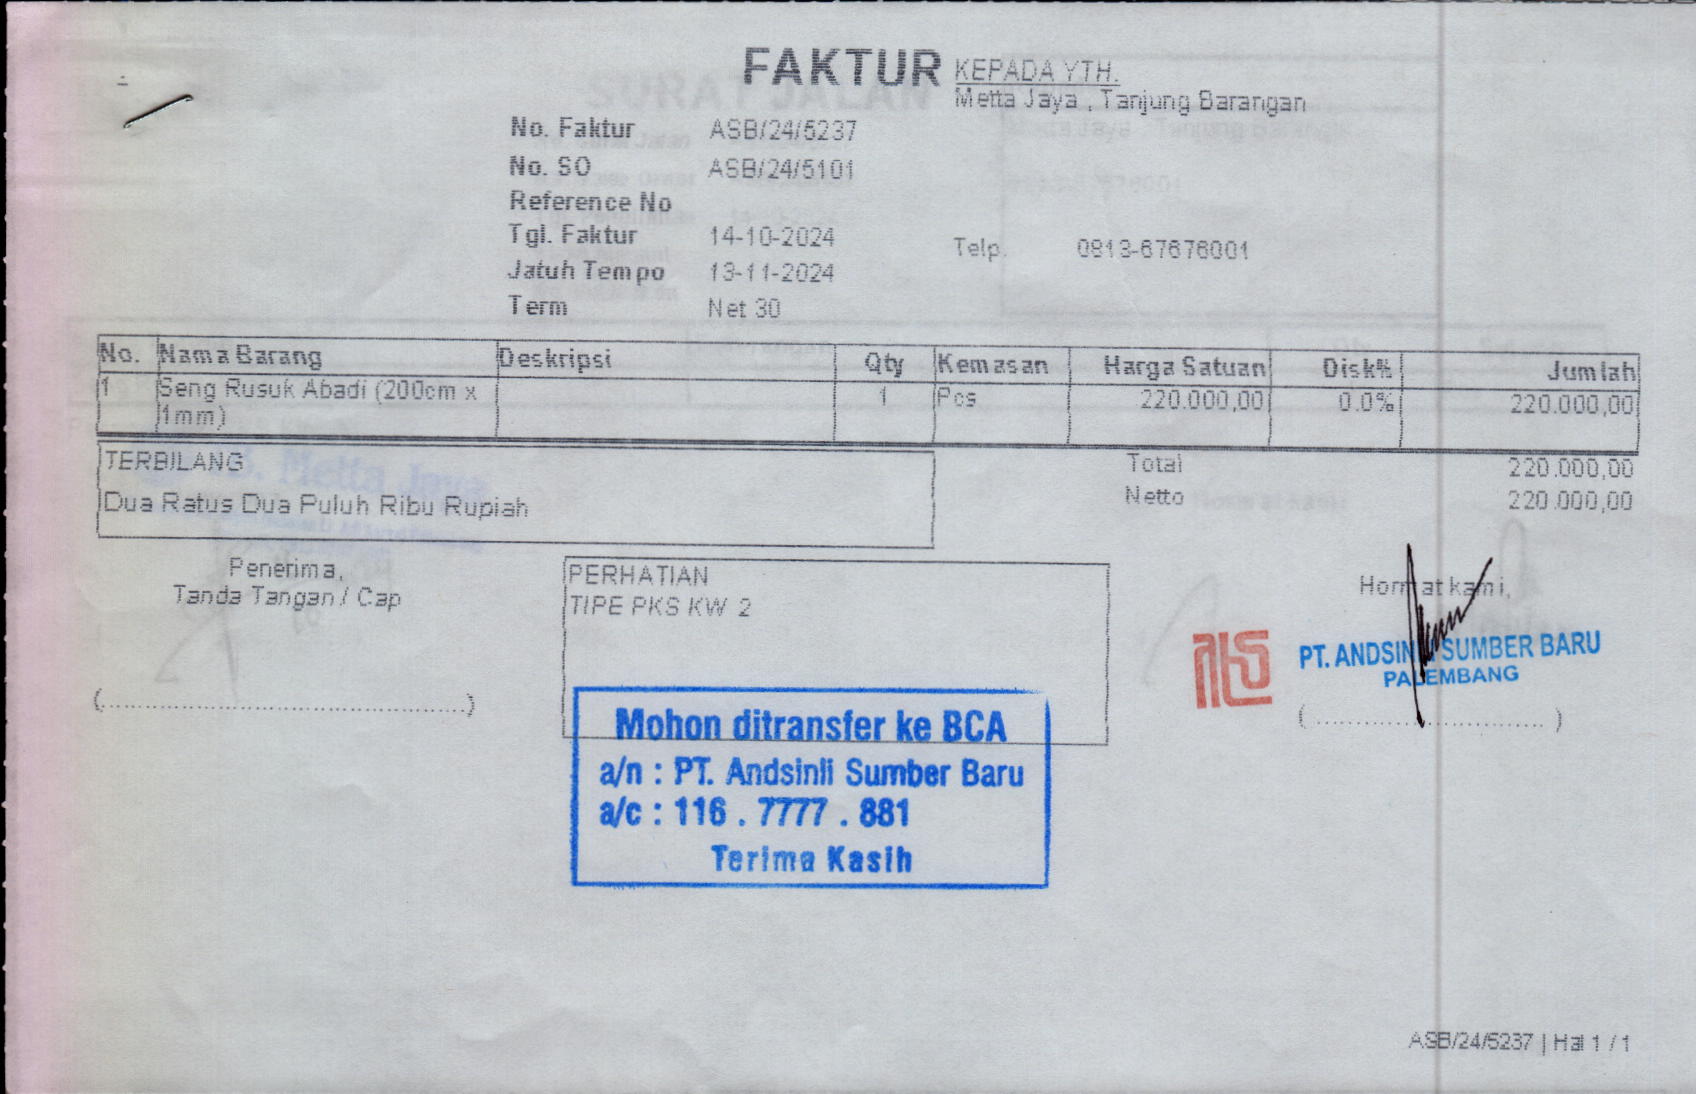 FAKTUR
KEPADA YTH.
Metta Jaya , Tanjung Barangan
No. Faktur ASB/24/5237
No. SO ASB/24/5101
Reference No
Tgl. Faktur 14-10-2024
Telp. 0813-67676001
Jatuh Tempo 13-11-2024
Term Net 30
No. Nama Barang Deskripsi Qty Kemasan Harga Satuan Disk% Jumlah
1 Seng Rusuk Abadi (200cm x 1 Pcs 220.000,00 0.0% 220.000,00
1mm)
TERBILANG
Dua Ratus Dua Puluh Ribu Rupiah
Total 220.000,00
Netto 220.000,00
Penerima,
Tanda Tangan / Cap
(......................................................)
PERHATIAN
TIPE PKS KW 2
Mohon ditransfer ke BCA
a/n : PT. Andsinli Sumber Baru
a/c : 116 . 7777 . 881
Terima Kasih
Hormat kami,
PT. ANDSINLI SUMBER BARU
PALEMBANG
( .................................. )
ASB/24/5237 | Hal 1 / 1